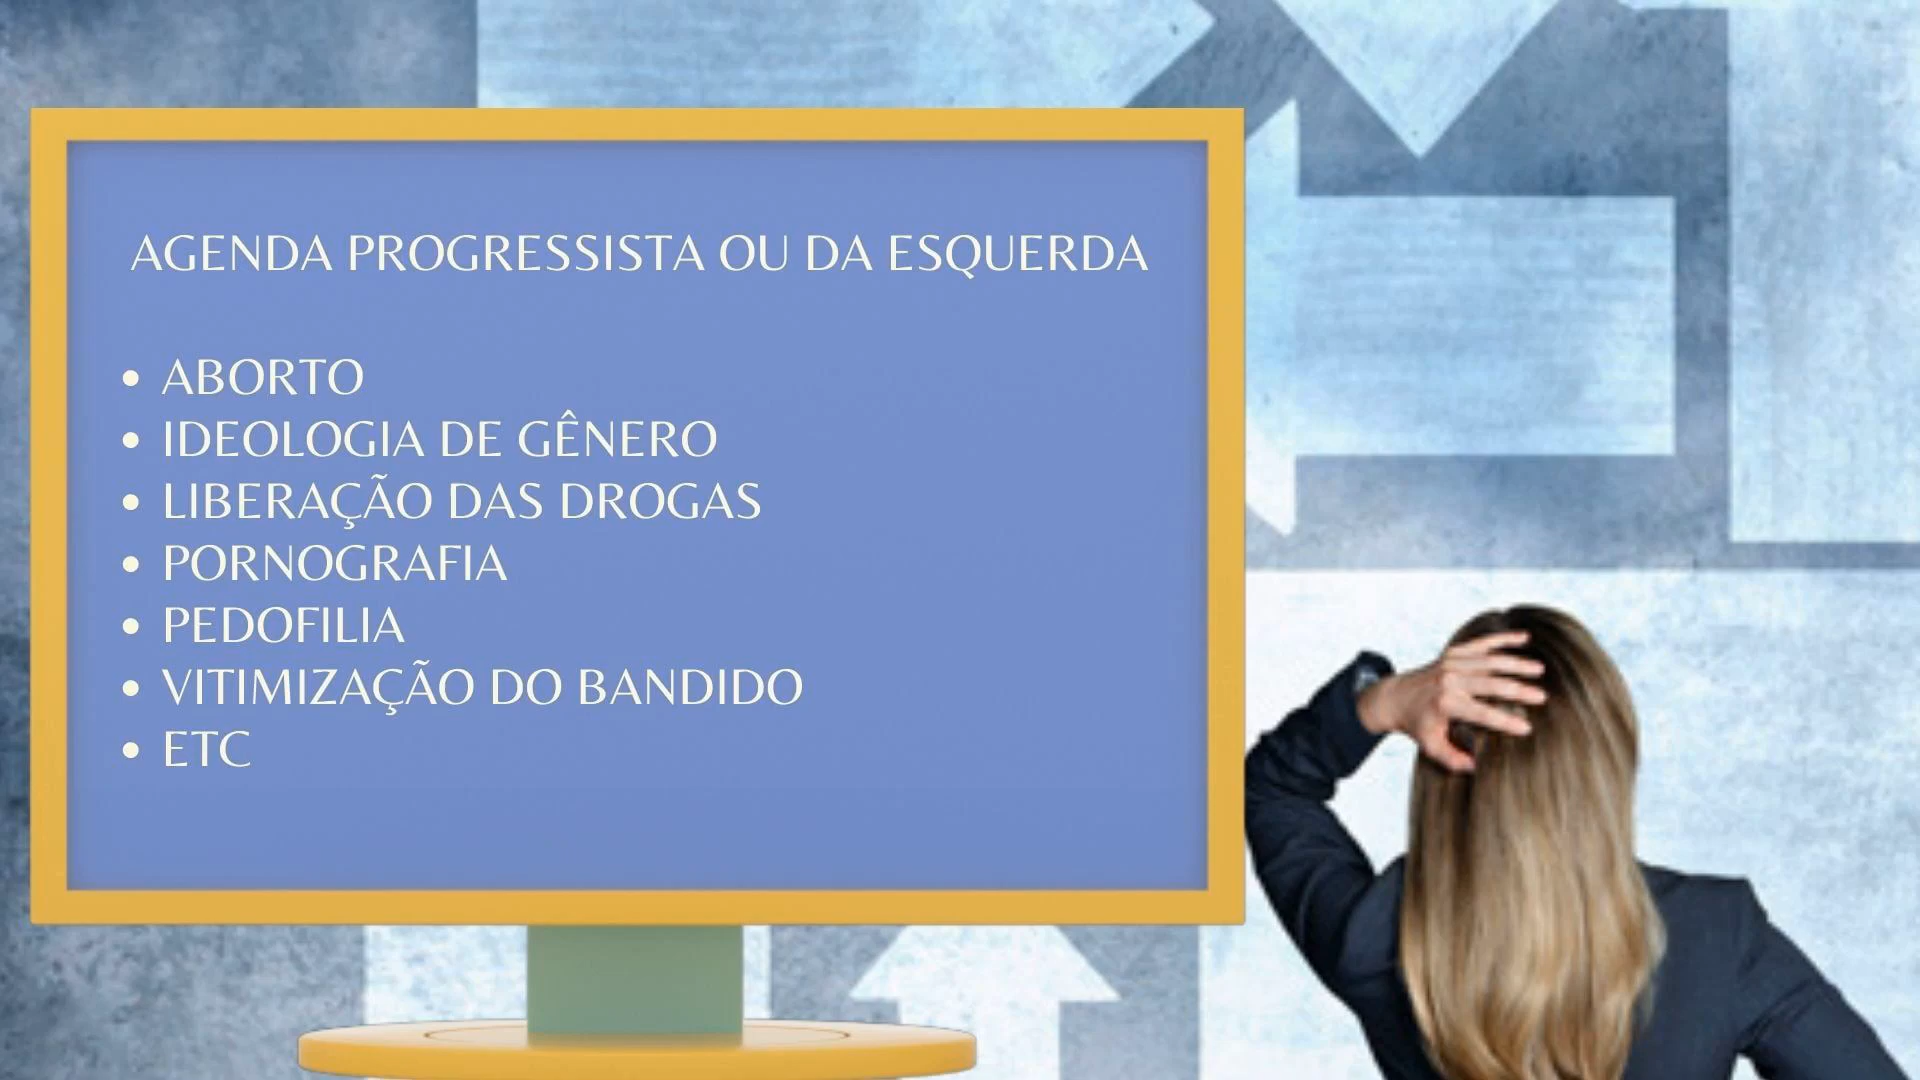 AGENDA PROGRESSISTA OU DA ESQUERDA
• ABORTO
• IDEOLOGIA DE GÊNERO
• LIBERAÇÃO DAS DROGAS
• PORNOGRAFIA
• PEDOFILIA
• VITIMIZAÇÃO DO BANDIDO
• ETC